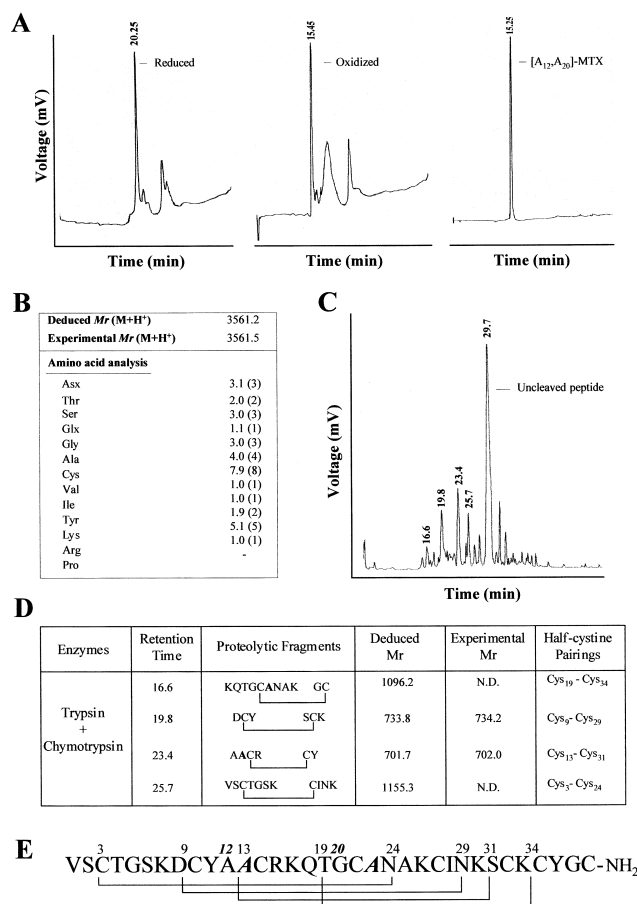 A
20.25
Reduced
15.45
Oxidized
15.25
[A12,A20]-MTX
Voltage (mV)
Time (min)
Time (min)
Time (min)
B
Deduced Mr (M+H+) 3561.2
Experimental Mr (M+H+) 3561.5
Amino acid analysis
Asx 3.1 (3)
Thr 2.0 (2)
Ser 3.0 (3)
Glx 1.1 (1)
Gly 3.0 (3)
Ala 4.0 (4)
Cys 7.9 (8)
Val 1.0 (1)
Ile 1.0 (1)
Tyr 1.9 (2)
Lys 5.1 (5)
Arg 1.0 (1)
Pro -
C
29.7
Uncleaved peptide
23.4
19.8
25.7
16.6
Voltage (mV)
Time (min)
D
Enzymes Retention Time Proteolytic Fragments Deduced Mr Experimental Mr Half-cystine Pairings
Trypsin + Chymotrypsin
16.6 KQTGCANAK GC 1096.2 N.D. Cys19 - Cys34
19.8 DCY SCK 733.8 734.2 Cys9- Cys29
23.4 AACR CY 701.7 702.0 Cys13- Cys31
25.7 VSCTGSK CINK 1155.3 N.D. Cys3- Cys24
E
3 9 12 13 19 20 24 29 31 34
VSCTGSKDCYAACRKQTGCANAKCINKSCKCYGC-NH2